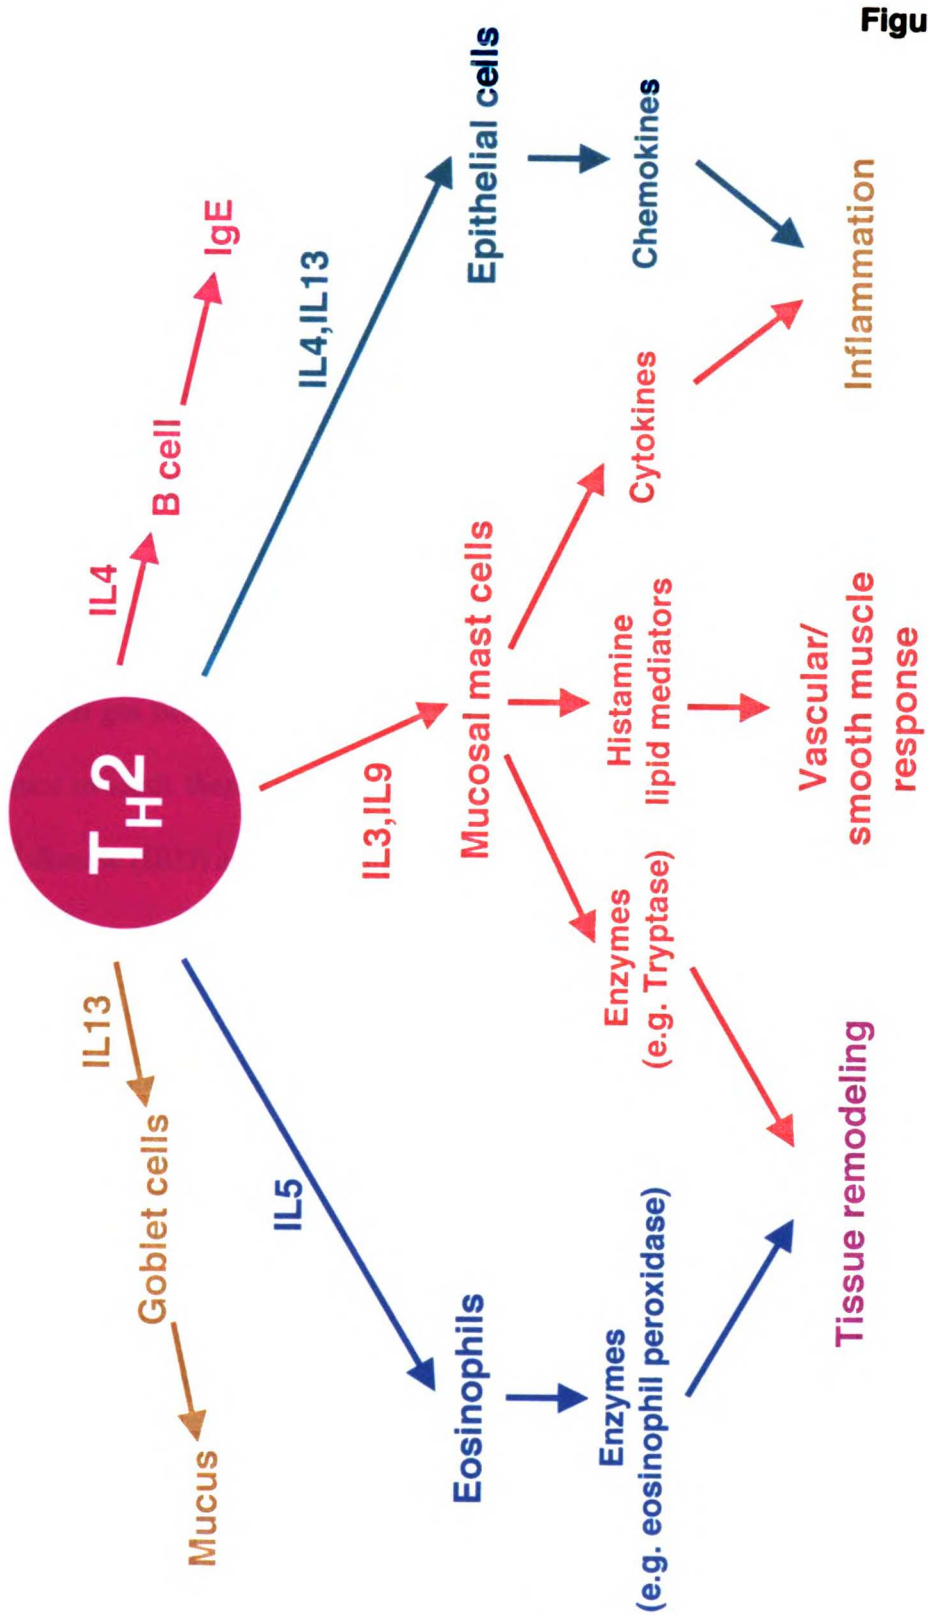 T H2
IL13
IL4
Goblet cells
B cell
Mucus
IgE
IL5
IL3,IL9
IL4,IL13
Eosinophils
Mucosal mast cells
Epithelial cells
Enzymes
(e.g. eosinophil peroxidase)
Enzymes
(e.g. Tryptase)
Histamine
lipid mediators
Cytokines
Chemokines
Tissue remodeling
Vascular/
smooth muscle
response
Inflammation
Figu